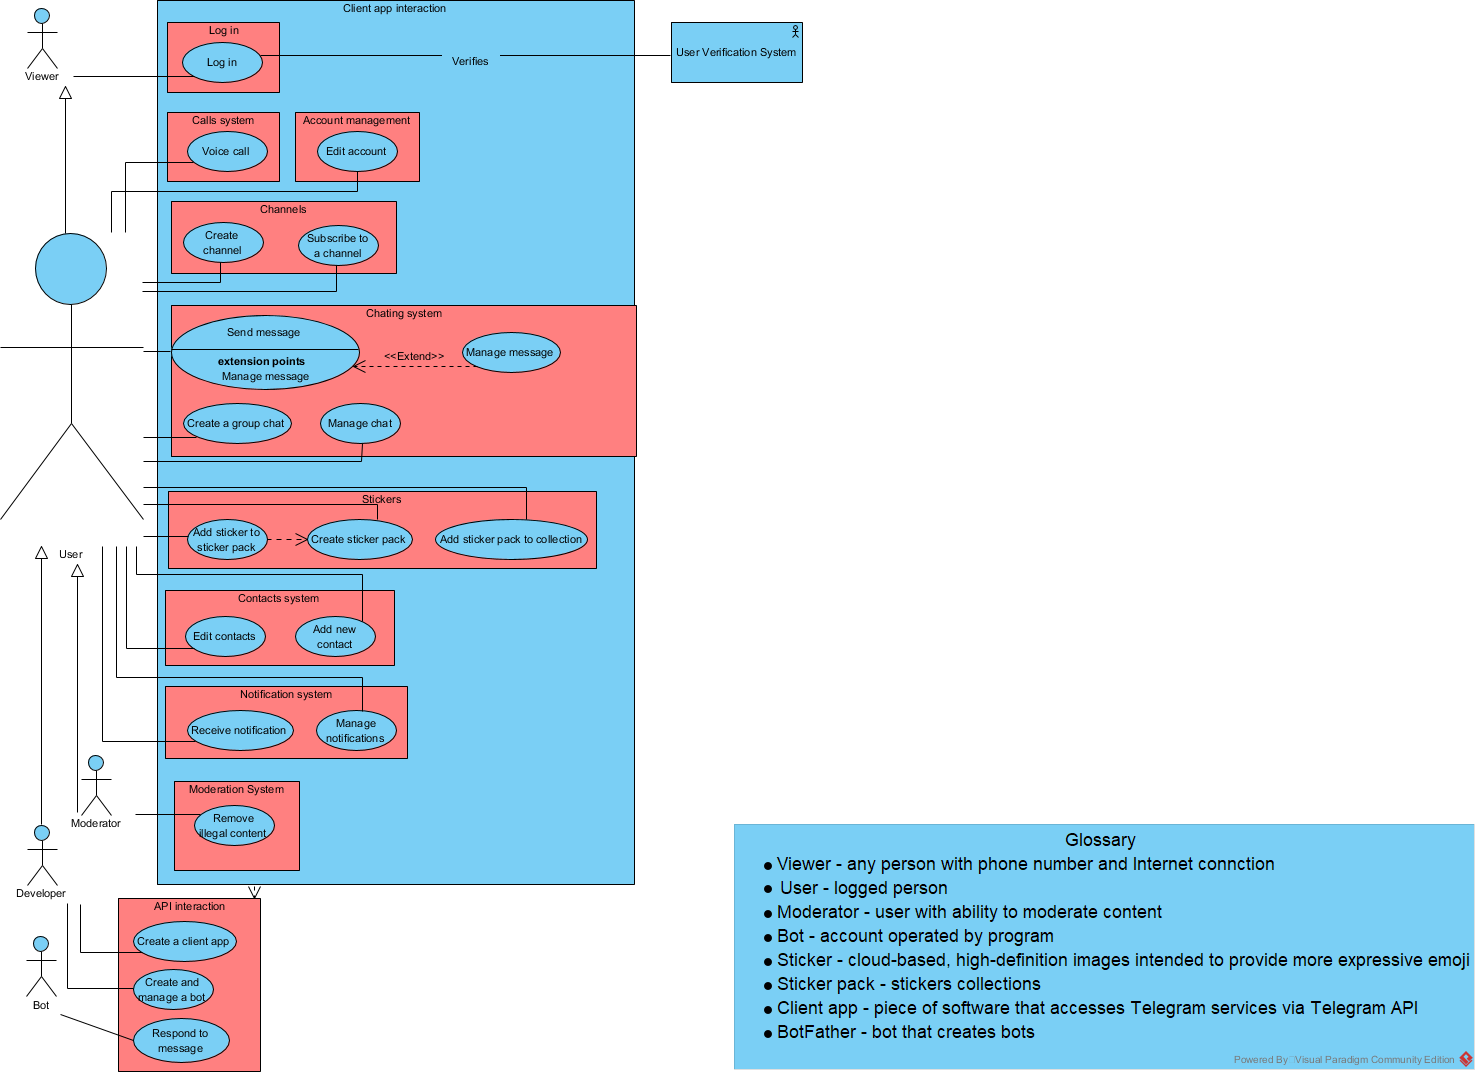 Client app interaction
Viewer
Log in
Log in
Verifies
User Verification System
Calls system
Voice call
Account management
Edit account
Channels
Create
channel
Subscribe to
a channel
Chating system
Send message
extension points
Manage message
<<Extend>>
Manage message
Create a group chat
Manage chat
Stickers
Add sticker to
sticker pack
Create sticker pack
Add sticker pack to collection
User
Contacts system
Edit contacts
Add new
contact
Notification system
Receive notification
Manage
notifications
Moderation System
Remove
illegal content
Moderator
Developer
API interaction
Create a client app
Create and
manage a bot
Respond to
message
Bot
Glossary
● Viewer - any person with phone number and Internet connction
● User - logged person
● Moderator - user with ability to moderate content
● Bot - account operated by program
● Sticker - cloud-based, high-definition images intended to provide more expressive emoji
● Sticker pack - stickers collections
● Client app - piece of software that accesses Telegram services via Telegram API
● BotFather - bot that creates bots
Powered By Visual Paradigm Community Edition